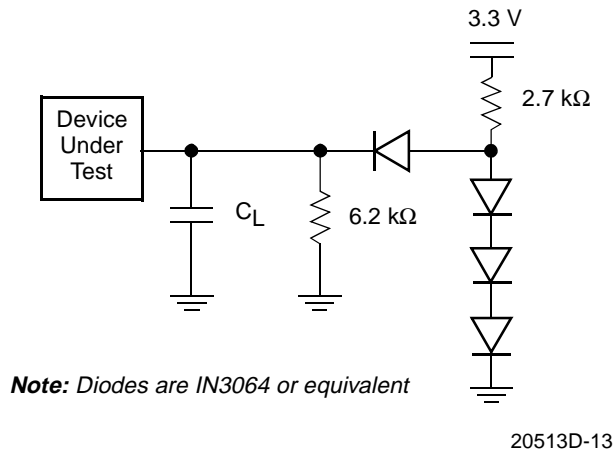 3.3 V
2.7 kΩ
Device
Under
Test
CL
6.2 kΩ
Note: Diodes are IN3064 or equivalent
20513D-13